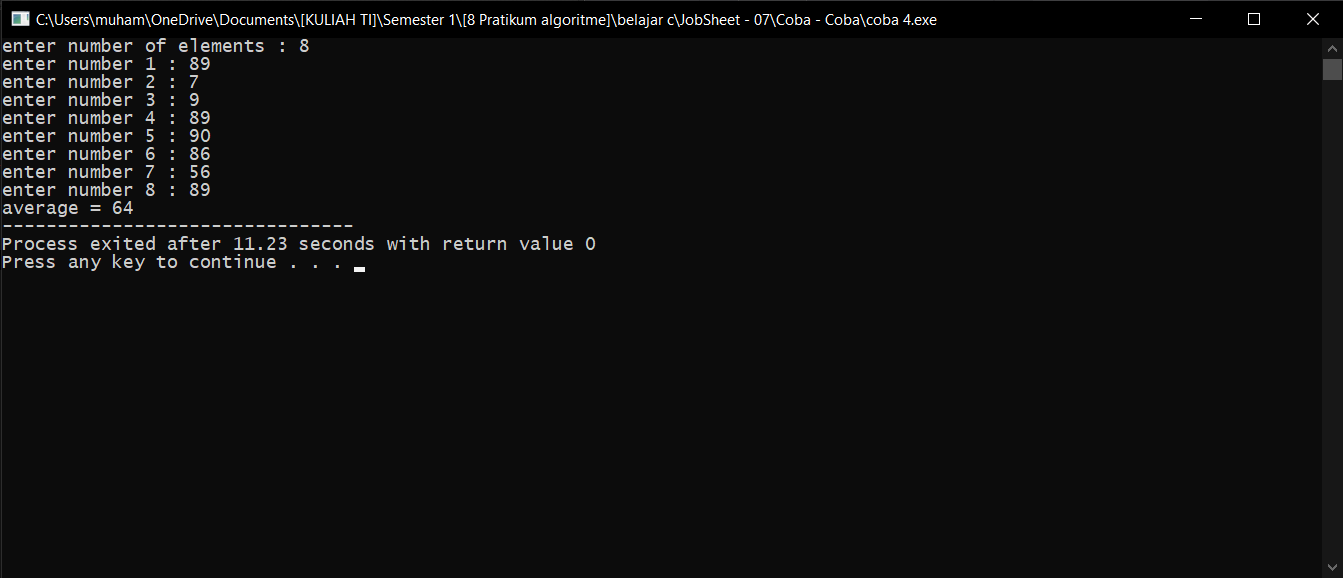 C:\Users\muham\OneDrive\Documents\[KULIAH TI]\Semester 1\[8 Pratikum algoritme]\belajar c\JobSheet - 07\Coba - Coba\coba 4.exe
enter number of elements : 8
enter number 1 : 89
enter number 2 : 7
enter number 3 : 9
enter number 4 : 89
enter number 5 : 90
enter number 6 : 86
enter number 7 : 56
enter number 8 : 89
average = 64
--------------------------------
Process exited after 11.23 seconds with return value 0
Press any key to continue . . .